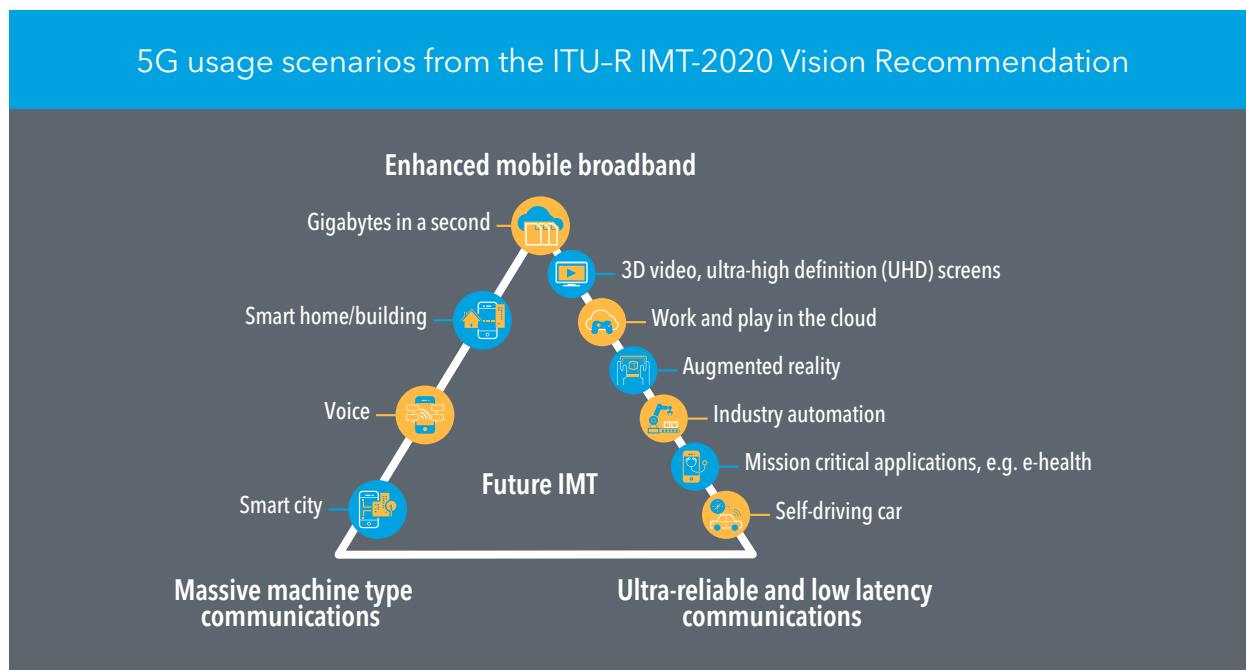 5G usage scenarios from the ITU–R IMT-2020 Vision Recommendation
Enhanced mobile broadband
Gigabytes in a second
3D video, ultra-high definition (UHD) screens
Smart home/building
Work and play in the cloud
Augmented reality
Voice
Industry automation
Mission critical applications, e.g. e-health
Future IMT
Smart city
Self-driving car
Massive machine type
communications
Ultra-reliable and low latency
communications